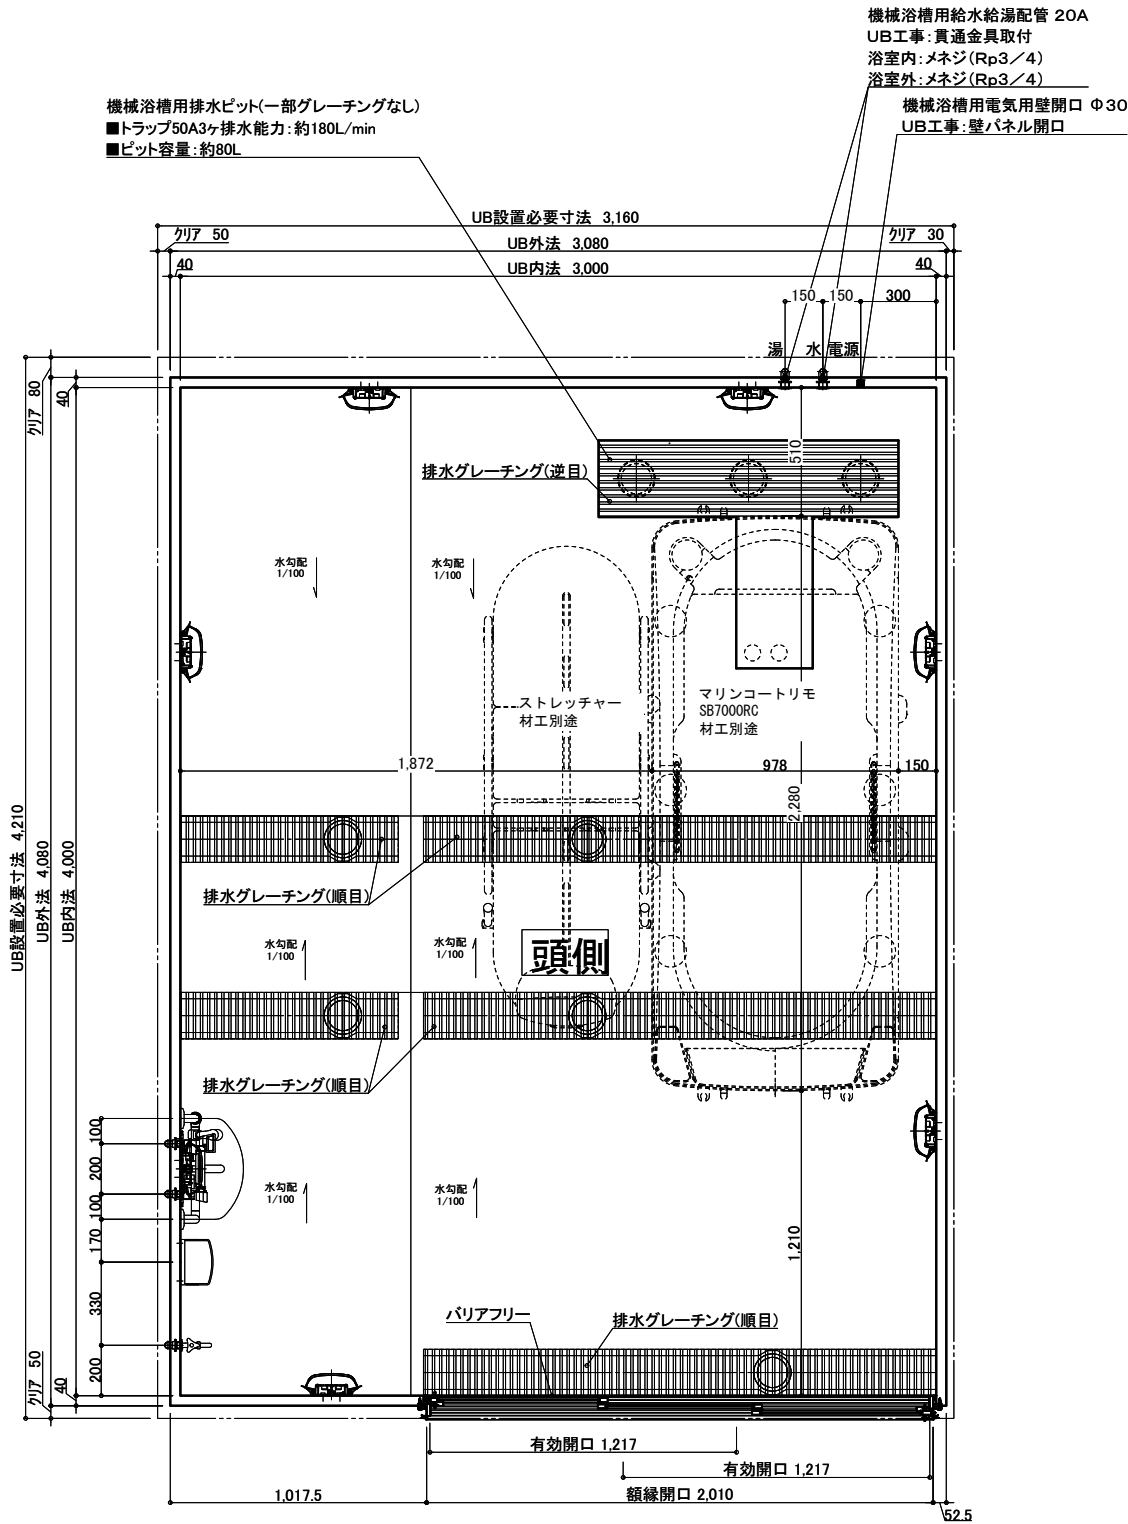 機械浴槽用給水給湯配管 20A
UB工事:貫通金具取付
浴室内:メネジ(Rp3/4)
浴室外:メネジ(Rp3/4)
機械浴槽用電気用壁開口 Φ30
UB工事:壁パネル開口
機械浴槽用排水ピット(一部グレーチングなし)
■トラップ50A3ヶ排水能力:約180L/min
■ピット容量:約80L
UB設置必要寸法 3,160
クリア 50
UB外法 3,080
クリア 30
40
UB内法 3,000
40
150
150
300
湯
水
電源
クリア 80
40
510
排水グレーチング(逆目)
水勾配
1/100
水勾配
1/100
ストレッチャー
材工別途
マリンコートリモ
SB7000RC
材工別途
1,872
978
150
2,280
UB設置必要寸法 4,210
UB外法 4,080
UB内法 4,000
排水グレーチング(順目)
水勾配
1/100
水勾配
1/100
頭側
排水グレーチング(順目)
100
200
100
170
330
200
水勾配
1/100
水勾配
1/100
1,210
バリアフリー
排水グレーチング(順目)
クリア 50
40
有効開口 1,217
有効開口 1,217
1,017.5
額縁開口 2,010
52.5